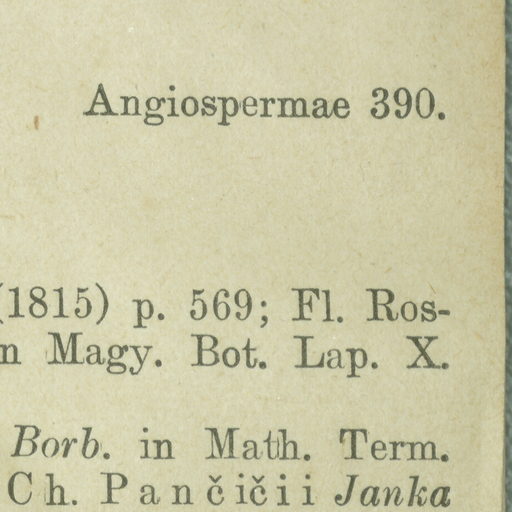 Angiospermae 390.
(1815) p. 569; Fl. Ros-
n Magy. Bot. Lap. X.
Borb. in Math. Term.
Ch. Pančičii Janka